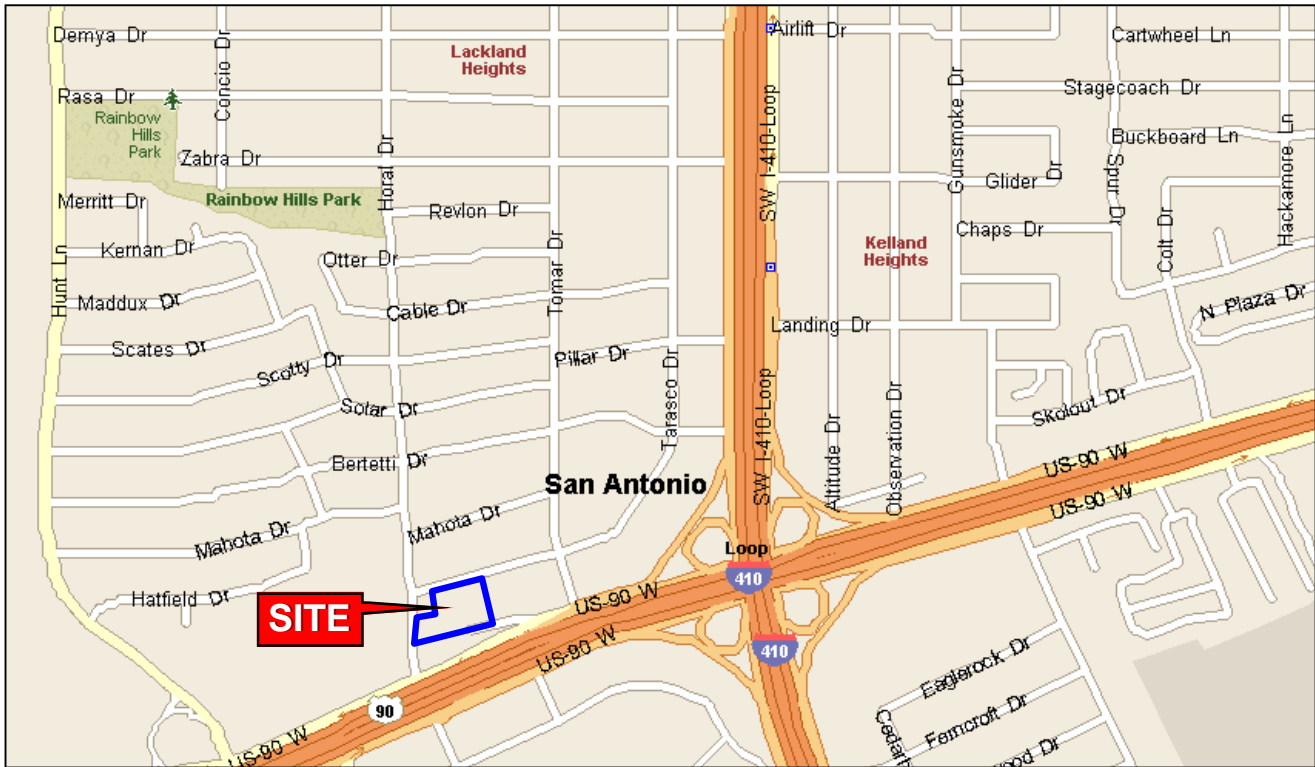 Demya Dr
Concio Dr
Lackland
Heights
Airlift Dr
Cartwheel Ln
Rasa Dr
Rainbow
Hills
Park
Zabra Dr
Horal Dr
SW I-410-Loop
Gunsmoke Dr
Stagecoach Dr
Buckboard Ln
Spur Dr
Hackamore Ln
Glider Dr
Merritt Dr
Rainbow Hills Park
Revlon Dr
Chaps Dr
Kelland
Heights
Colt Dr
Kernan Dr
Hunt Ln
Otter Dr
Tomar Dr
Maddux Dr
Cable Dr
Landing Dr
N Plaza Dr
Scates Dr
Scotty Dr
Pillar Dr
Tarasco Dr
Solar Dr
SW I-410-Loop
Altitude Dr
Observation Dr
Skolout Dr
Bertetti Dr
San Antonio
US-90 W
US-90 W
Mahota Dr
Mahota Dr
Loop
410
Hatfield Dr
SITE
US-90 W
US-90 W
410
90
US-90 W
Eaglerock Dr
Ferncroft Dr
wood Dr